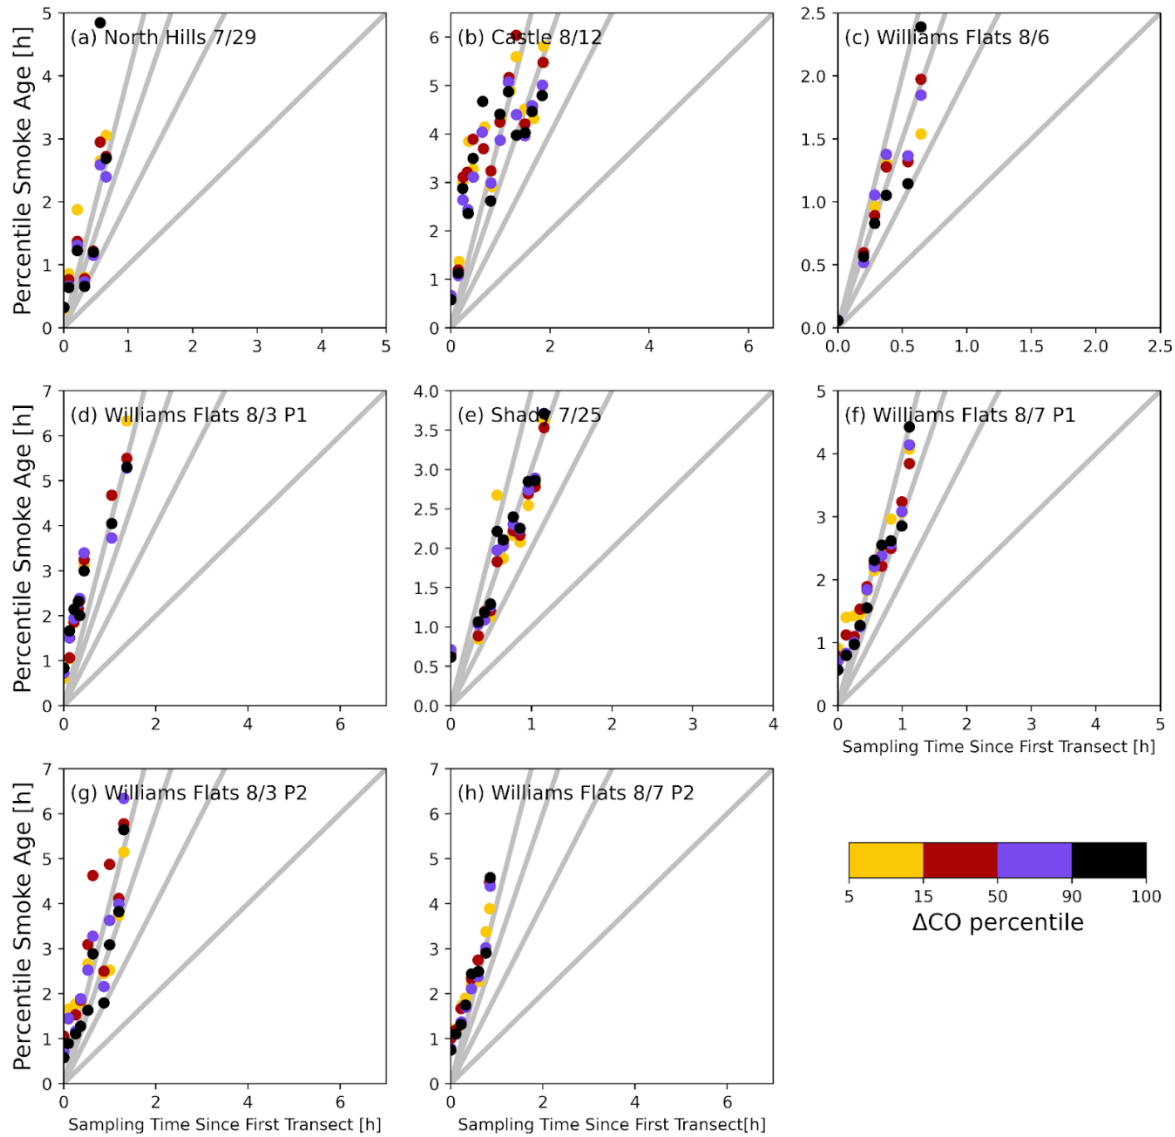 Percentile Smoke Age [h]
(a) North Hills 7/29
5
4
3
2
1
0
0 1 2 3 4 5
(b) Castle 8/12
6
5
4
3
2
1
0
0 2 4 6
(c) Williams Flats 8/6
2.5
2.0
1.5
1.0
0.5
0.0
0.0 0.5 1.0 1.5 2.0 2.5
Percentile Smoke Age [h]
(d) Williams Flats 8/3 P1
7
6
5
4
3
2
1
0
0 2 4 6
(e) Shady 7/25
4.0
3.5
3.0
2.5
2.0
1.5
1.0
0.5
0.0
0 1 2 3 4
(f) Williams Flats 8/7 P1
5
4
3
2
1
0
0 1 2 3 4 5
Sampling Time Since First Transect [h]
Percentile Smoke Age [h]
(g) Williams Flats 8/3 P2
7
6
5
4
3
2
1
0
0 2 4 6
Sampling Time Since First Transect [h]
(h) Williams Flats 8/7 P2
7
6
5
4
3
2
1
0
0 2 4 6
Sampling Time Since First Transect[h]
5 15 50 90 100
ΔCO percentile